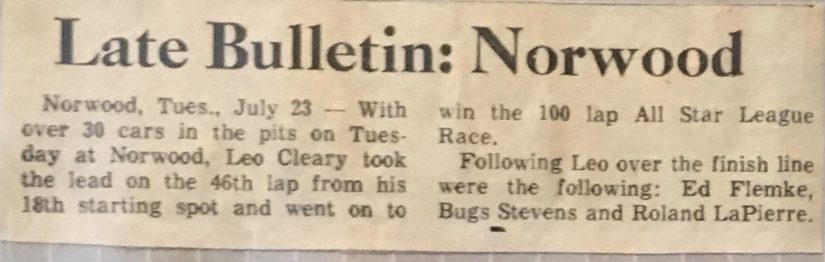 Late Bulletin: Norwood
Norwood, Tues., July 23 — With
over 30 cars in the pits on Tues-
day at Norwood, Leo Cleary took
the lead on the 46th lap from his
18th starting spot and went on to
win the 100 lap All Star League
Race.
Following Leo over the finish line
were the following: Ed Flemke,
Bugs Stevens and Roland LaPierre.